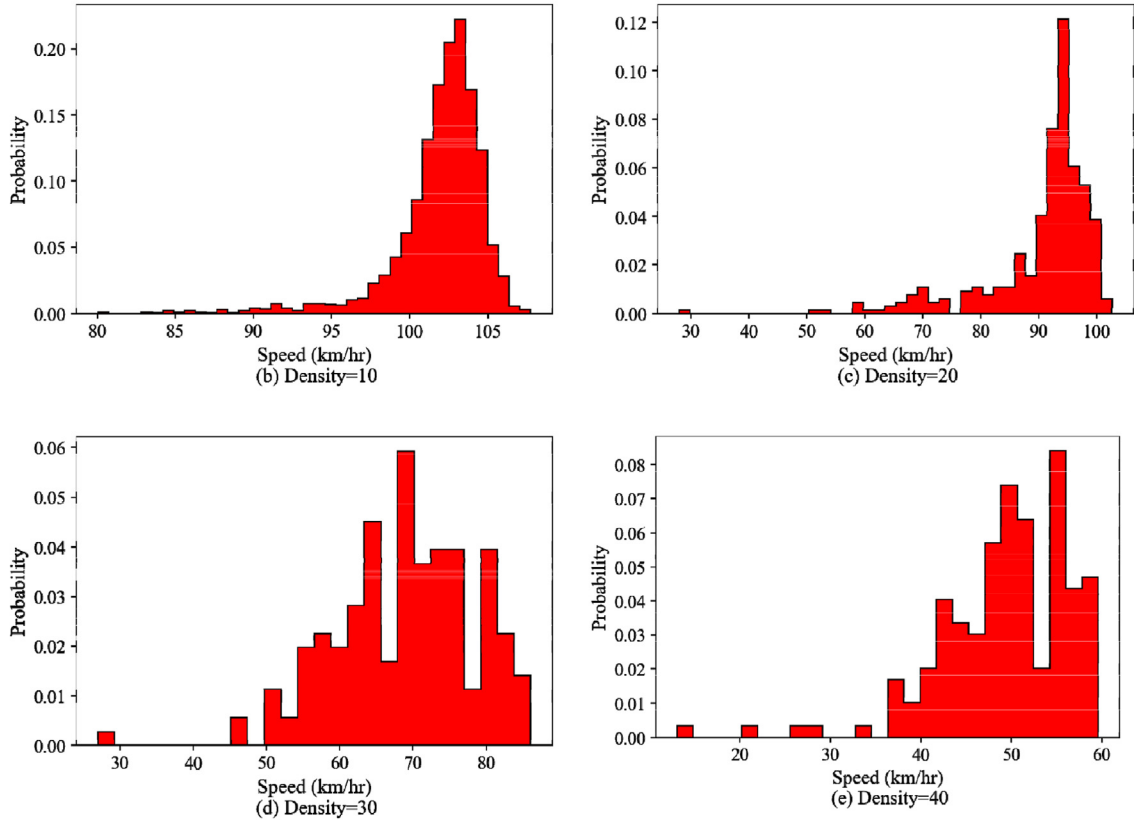 0.20
0.15
0.10
0.05
0.00
Probability
80 85 90 95 100 105
Speed (km/hr)
(b) Density=10
0.12
0.10
0.08
0.06
0.04
0.02
0.00
Probability
30 40 50 60 70 80 90 100
Speed (km/hr)
(c) Density=20
0.06
0.05
0.04
0.03
0.02
0.01
0.00
Probability
30 40 50 60 70 80
Speed (km/hr)
(d) Density=30
0.08
0.07
0.06
0.05
0.04
0.03
0.02
0.01
0.00
Probability
20 30 40 50 60
Speed (km/hr)
(e) Density=40